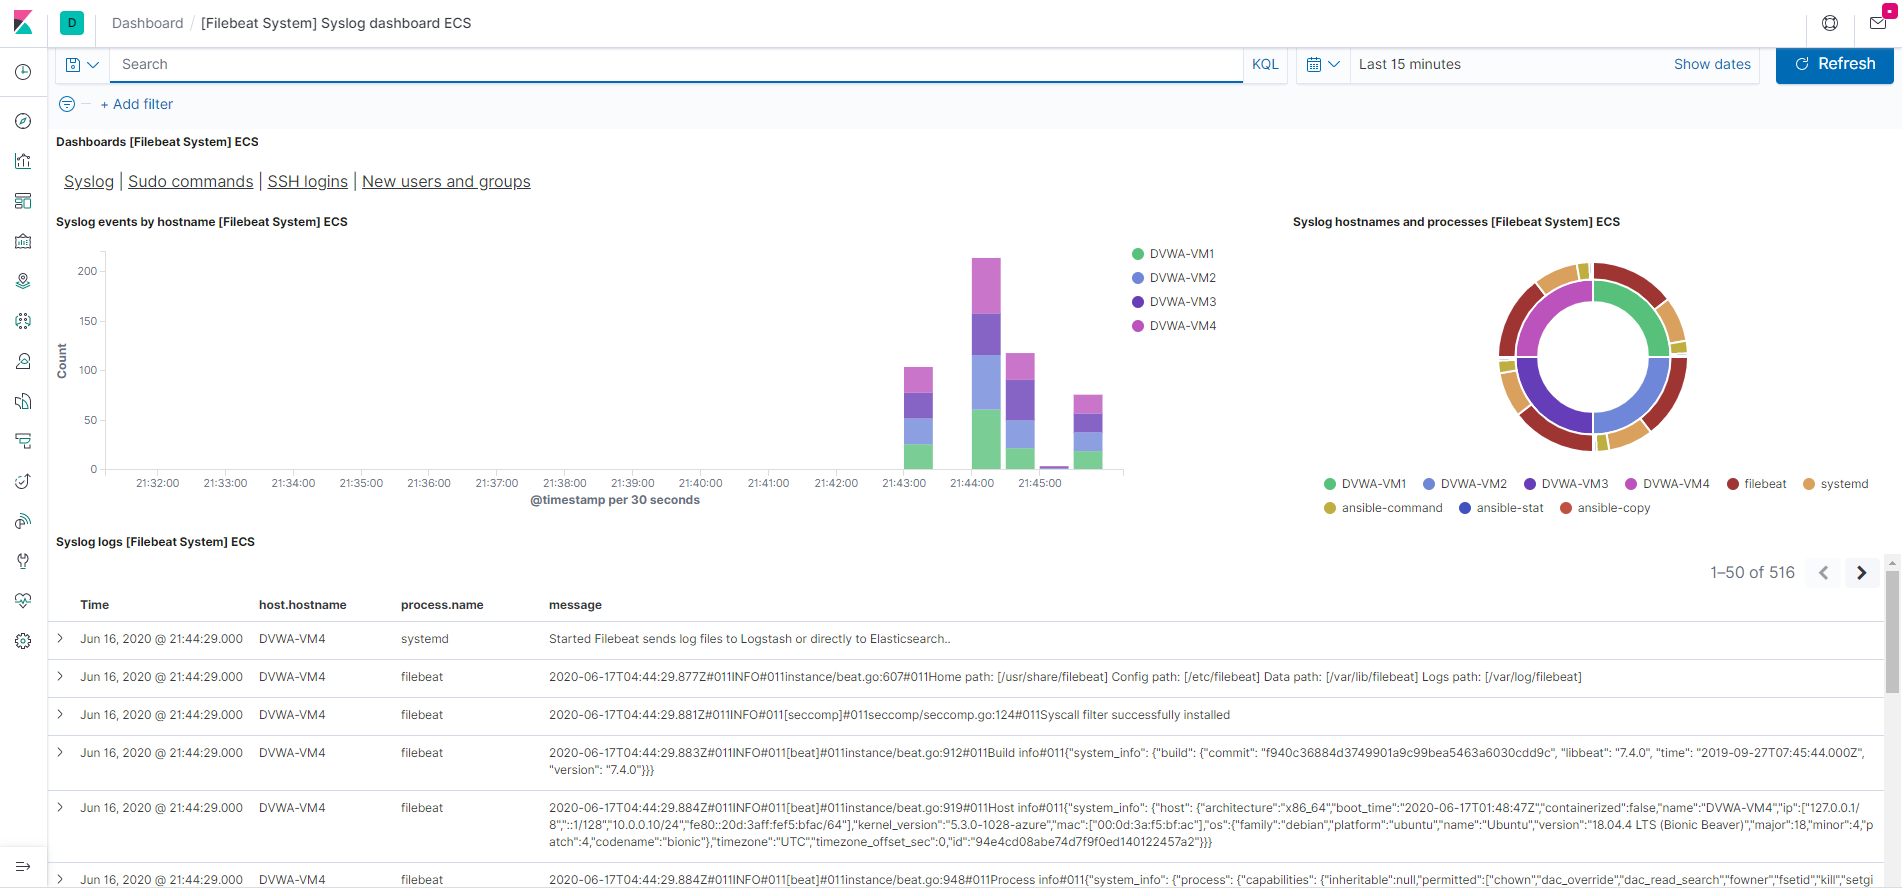 D Dashboard / [Filebeat System] Syslog dashboard ECS
Search KQL Last 15 minutes Show dates Refresh
+ Add filter
Dashboards [Filebeat System] ECS
Syslog | Sudo commands | SSH logins | New users and groups
Syslog events by hostname [Filebeat System] ECS
Count
200
150
100
50
0
21:32:00 21:33:00 21:34:00 21:35:00 21:36:00 21:37:00 21:38:00 21:39:00 21:40:00 21:41:00 21:42:00 21:43:00 21:44:00 21:45:00
@timestamp per 30 seconds
DVWA-VM1
DVWA-VM2
DVWA-VM3
DVWA-VM4
Syslog hostnames and processes [Filebeat System] ECS
DVWA-VM1 DVWA-VM2 DVWA-VM3 DVWA-VM4 filebeat systemd
ansible-command ansible-stat ansible-copy
Syslog logs [Filebeat System] ECS
1–50 of 516
Time host.hostname process.name message
Jun 16, 2020 @ 21:44:29.000 DVWA-VM4 systemd Started Filebeat sends log files to Logstash or directly to Elasticsearch..
Jun 16, 2020 @ 21:44:29.000 DVWA-VM4 filebeat 2020-06-17T04:44:29.877Z#011INFO#011instance/beat.go:607#011Home path: [/usr/share/filebeat] Config path: [/etc/filebeat] Data path: [/var/lib/filebeat] Logs path: [/var/log/filebeat]
Jun 16, 2020 @ 21:44:29.000 DVWA-VM4 filebeat 2020-06-17T04:44:29.881Z#011INFO#011[seccomp]#011seccomp/seccomp.go:124#011Syscall filter successfully installed
Jun 16, 2020 @ 21:44:29.000 DVWA-VM4 filebeat 2020-06-17T04:44:29.883Z#011INFO#011[beat]#011instance/beat.go:912#011Build info#011{"system_info": {"build": {"commit": "f940c36884d3749901a9c99bea5463a6030cdd9c", "libbeat": "7.4.0", "time": "2019-09-27T07:45:44.000Z",
"version": "7.4.0"}}}
Jun 16, 2020 @ 21:44:29.000 DVWA-VM4 filebeat 2020-06-17T04:44:29.884Z#011INFO#011[beat]#011instance/beat.go:919#011Host info#011{"system_info": {"host": {"architecture":"x86_64","boot_time":"2020-06-17T01:48:47Z","containerized":false,"name":"DVWA-VM4","ip":["127.0.0.1/
8","::1/128","10.0.0.10/24","fe80::20d:3aff:fef5:bfac/64"],"kernel_version":"5.3.0-1028-azure","mac":["00:0d:3a:f5:bf:ac"],"os":{"family":"debian","platform":"ubuntu","name":"Ubuntu","version":"18.04.4 LTS (Bionic Beaver)","major":18,"minor":4,"p
atch":4,"codename":"bionic"},"timezone":"UTC","timezone_offset_sec":0,"id":"94e4cd08abe74d7f9f0ed140122457a2"}}}
Jun 16, 2020 @ 21:44:29.000 DVWA-VM4 filebeat 2020-06-17T04:44:29.884Z#011INFO#011[beat]#011instance/beat.go:948#011Process info#011{"system_info": {"process": {"capabilities": {"inheritable":null,"permitted":["chown","dac_override","dac_read_search","fowner","fsetid","kill","setgi